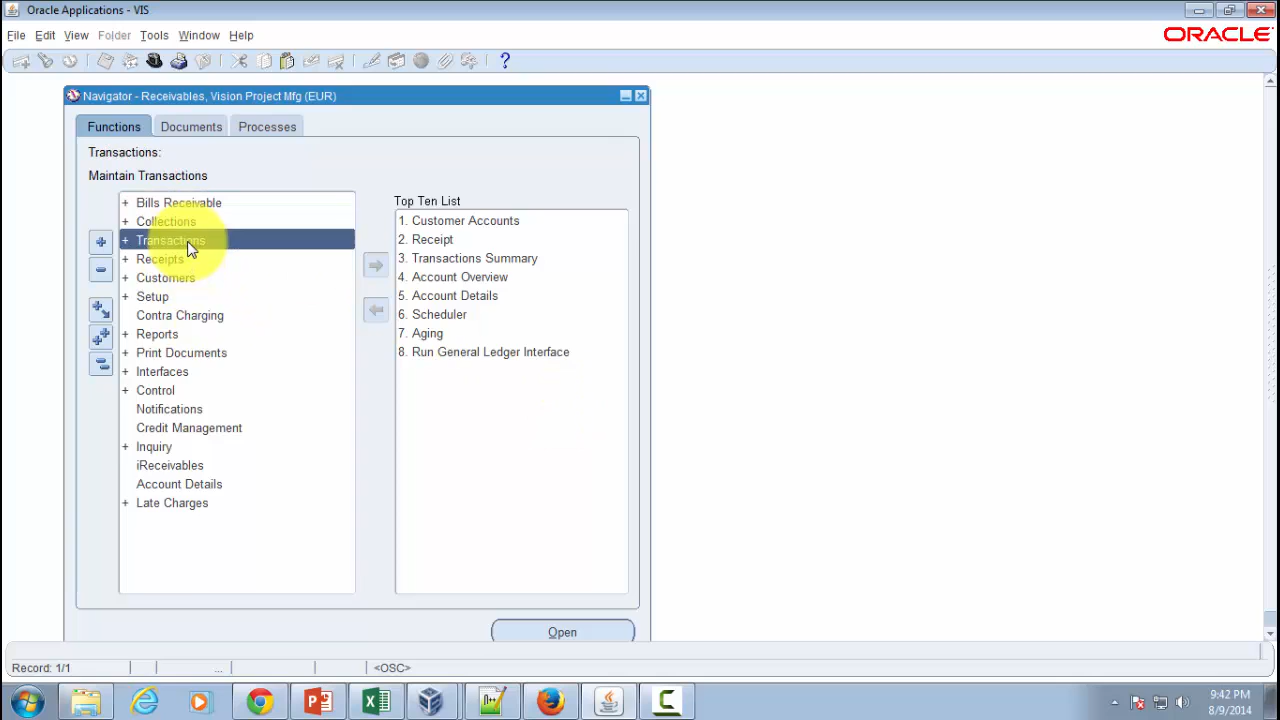 Oracle Applications - VIS
File Edit View Folder Tools Window Help
ORACLE
Navigator - Receivables, Vision Project Mfg (EUR)
Functions Documents Processes
Transactions:
Maintain Transactions
+ Bills Receivable
+ Collections
+ Transactions
+ Receipts
+ Customers
+ Setup
Contra Charging
+ Reports
+ Print Documents
+ Interfaces
+ Control
Notifications
Credit Management
+ Inquiry
iReceivables
Account Details
+ Late Charges
Top Ten List
1. Customer Accounts
2. Receipt
3. Transactions Summary
4. Account Overview
5. Account Details
6. Scheduler
7. Aging
8. Run General Ledger Interface
Open
Record: 1/1 ... <OSC>
9:42 PM
8/9/2014